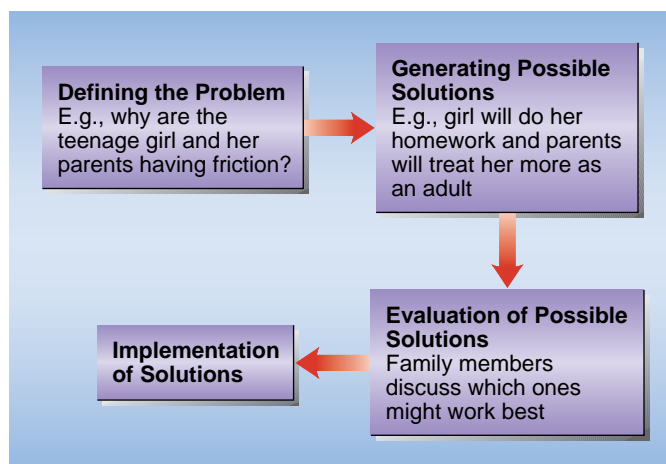 Defining the Problem
E.g., why are the
teenage girl and her
parents having friction?
Generating Possible
Solutions
E.g., girl will do her
homework and parents
will treat her more as
an adult
Evaluation of Possible
Solutions
Family members
discuss which ones
might work best
Implementation
of Solutions